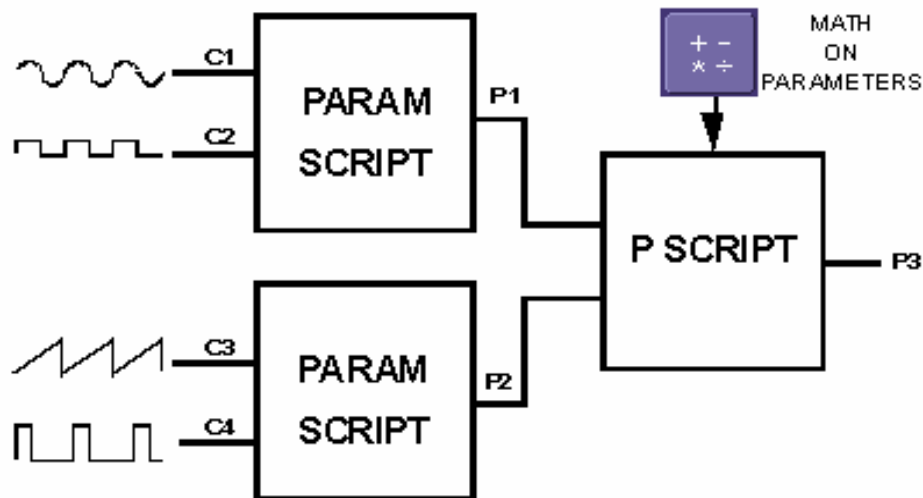 C1
C2
PARAM
SCRIPT
P1
+ -
* ÷
MATH
ON
PARAMETERS
P SCRIPT
P3
C3
C4
PARAM
SCRIPT
P2